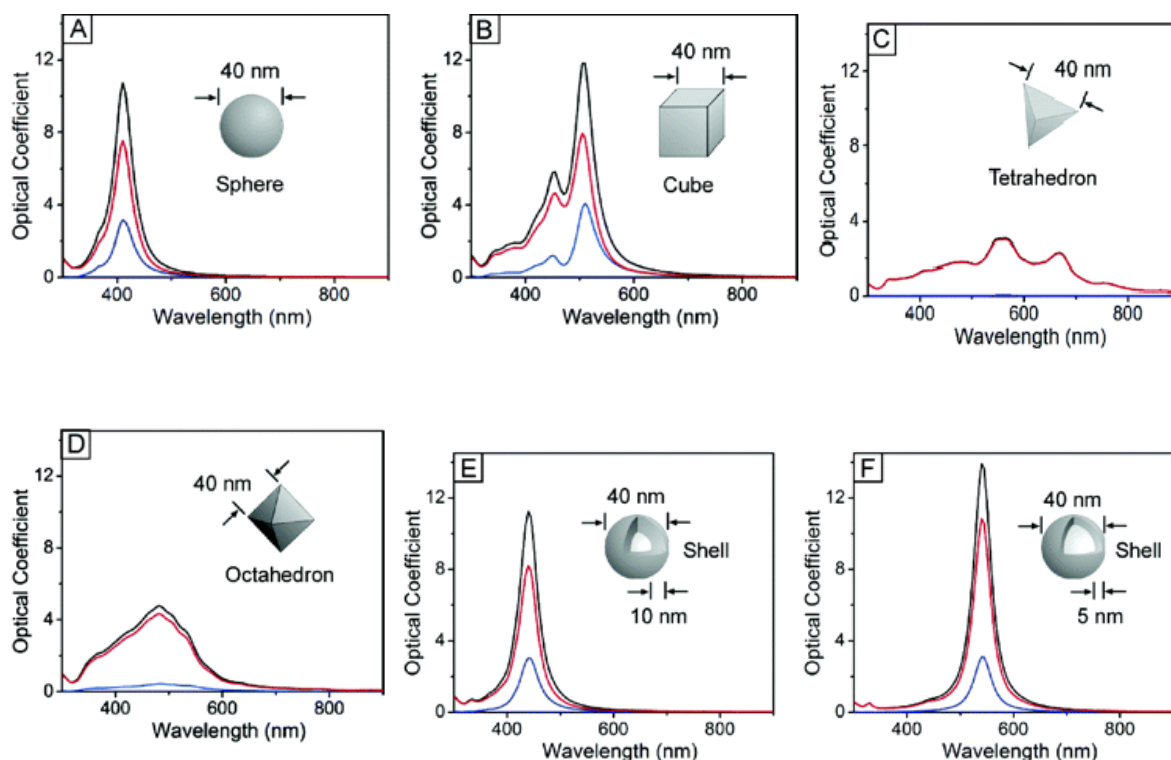 A
Optical Coefficient
12
8
4
0
40 nm
Sphere
400 600 800
Wavelength (nm)
B
Optical Coefficient
12
8
4
0
40 nm
Cube
400 600 800
Wavelength (nm)
C
Optical Coefficient
12
8
4
0
40 nm
Tetrahedron
400 600 800
Wavelength (nm)
D
Optical Coefficient
12
8
4
0
40 nm
Octahedron
400 600 800
Wavelength (nm)
E
Optical Coefficient
12
8
4
0
40 nm
Shell
10 nm
400 600 800
Wavelength (nm)
F
Optical Coefficient
12
8
4
0
40 nm
Shell
5 nm
400 600 800
Wavelength (nm)